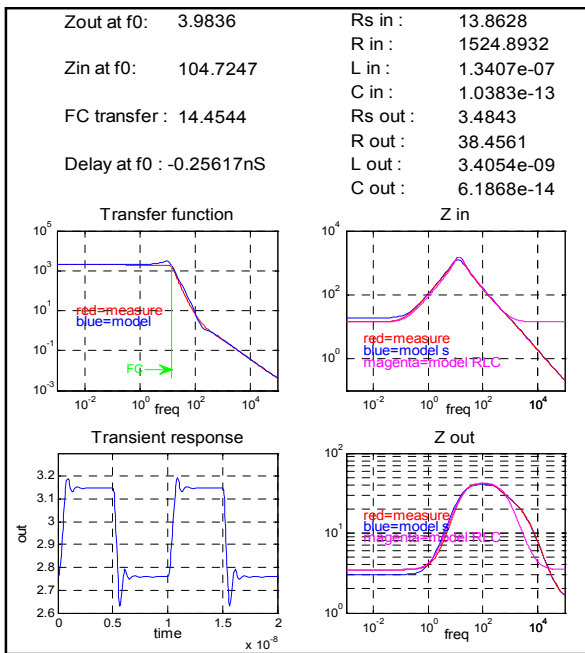 Zout at f0: 3.9836
Zin at f0: 104.7247
FC transfer : 14.4544
Delay at f0 : -0.25617nS
Rs in : 13.8628
R in : 1524.8932
L in : 1.3407e-07
C in : 1.0383e-13
Rs out : 3.4843
R out : 38.4561
L out : 3.4054e-09
C out : 6.1868e-14
Transfer function
10^5
10^3
10^1
10^-1
10^-3
red=measure
blue=model
FC
10^-2 10^0 10^2 10^4
freq
Z in
10^4
10^2
10^0
red=measure
blue=model s
magenta=model RLC
10^-2 10^0 10^2 10^4
freq
Transient response
3.2
3.1
3
2.9
2.8
2.7
2.6
out
0 0.5 1 1.5 2
time
x 10^-8
Z out
10^2
10^1
10^0
red=measure
blue=model s
magenta=model RLC
10^-2 10^0 10^2 10^4
freq